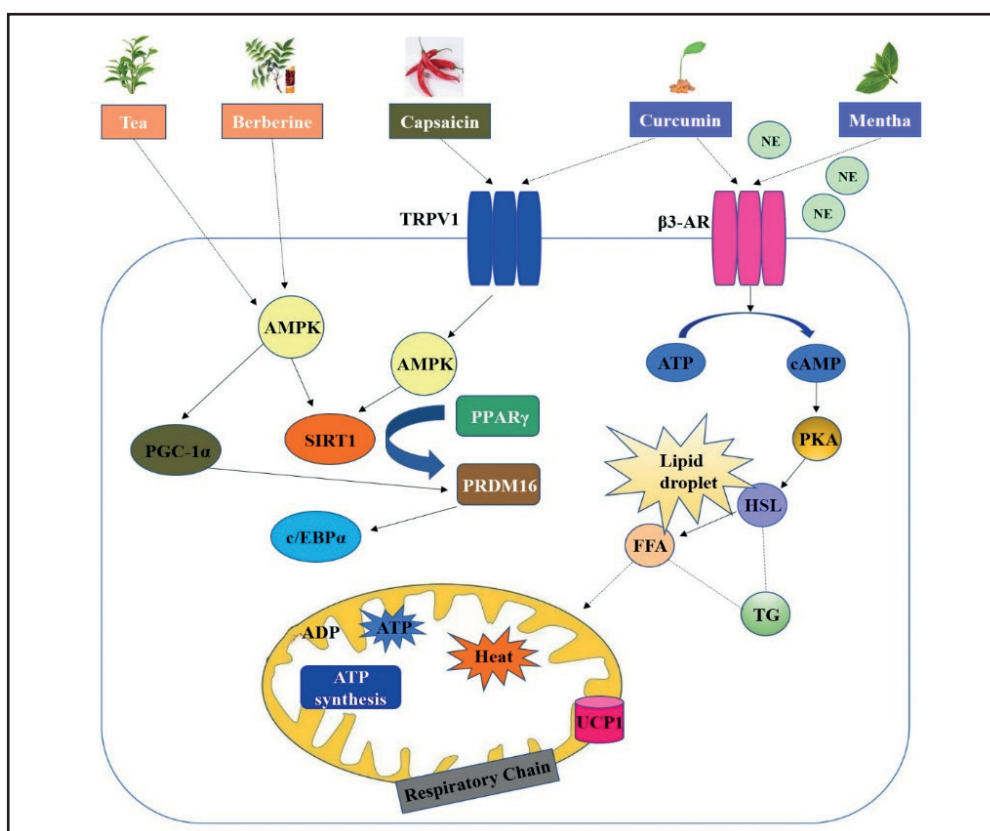 Tea
Berberine
Capsaicin
Curcumin
Mentha
NE
NE
NE
TRPV1
β3-AR
AMPK
AMPK
ATP
cAMP
PGC-1α
SIRT1
PPARγ
PKA
PRDM16
Lipid
droplet
HSL
c/EBPα
FFA
TG
ADP
ATP
Heat
ATP
synthesis
UCP1
Respiratory Chain